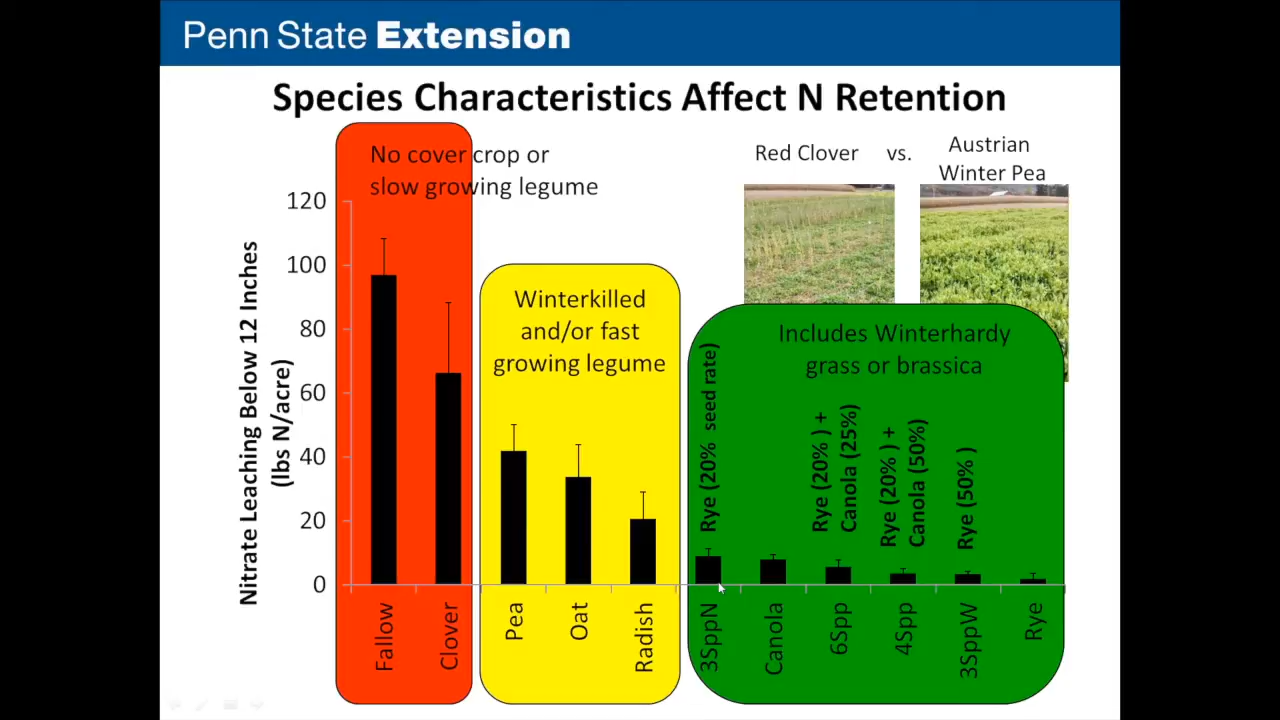 Penn State Extension
Species Characteristics Affect N Retention
No cover crop or
slow growing legume
Red Clover vs. Austrian
Winter Pea
Winterkilled
and/or fast
growing legume
Includes Winterhardy
grass or brassica
Nitrate Leaching Below 12 Inches
(lbs N/acre)
120
100
80
60
40
20
0
Rye (20% seed rate)
Rye (20% ) +
Canola (25%)
Rye (20% ) +
Canola (50%)
Rye (50% )
Fallow
Clover
Pea
Oat
Radish
3SppN
Canola
6Spp
4Spp
3SppW
Rye